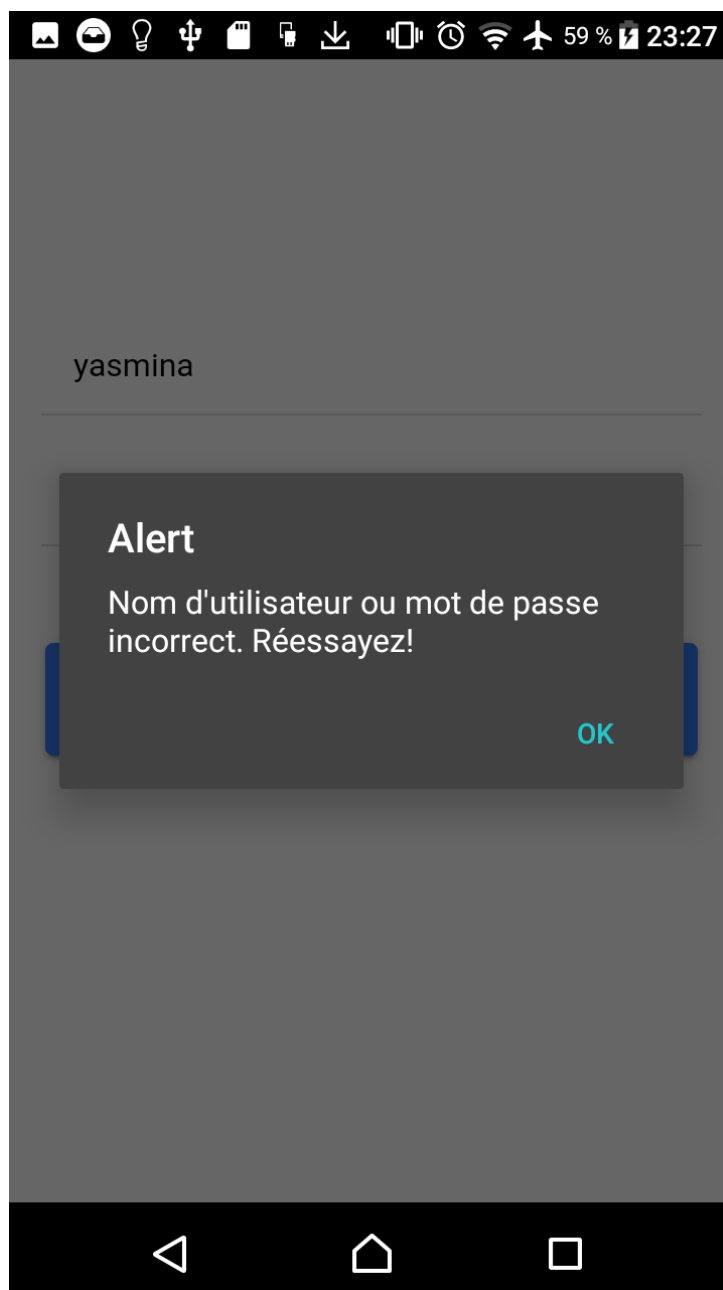 59 % 23:27
yasmina
Alert
Nom d'utilisateur ou mot de passe
incorrect. Réessayez!
OK